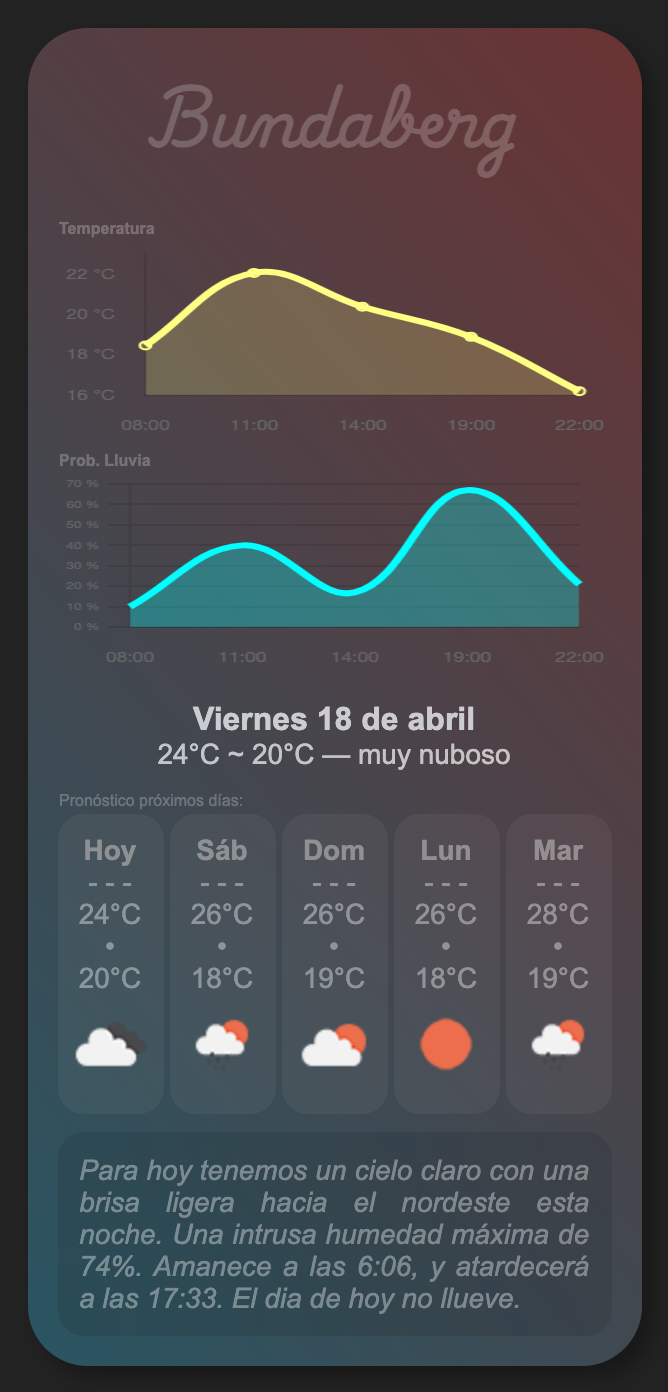 Bundaberg
Temperatura
22 °C
20 °C
18 °C
16 °C
08:00 11:00 14:00 19:00 22:00
Prob. Lluvia
70 %
60 %
50 %
40 %
30 %
20 %
10 %
0 %
08:00 11:00 14:00 19:00 22:00
Viernes 18 de abril
24°C ~ 20°C — muy nuboso
Pronóstico próximos días:
Hoy Sáb Dom Lun Mar
--- --- --- --- ---
24°C 26°C 26°C 26°C 28°C
• • • • •
20°C 18°C 19°C 18°C 19°C
Para hoy tenemos un cielo claro con una
brisa ligera hacia el nordeste esta
noche. Una intrusa humedad máxima de
74%. Amanece a las 6:06, y atardecerá
a las 17:33. El dia de hoy no llueve.